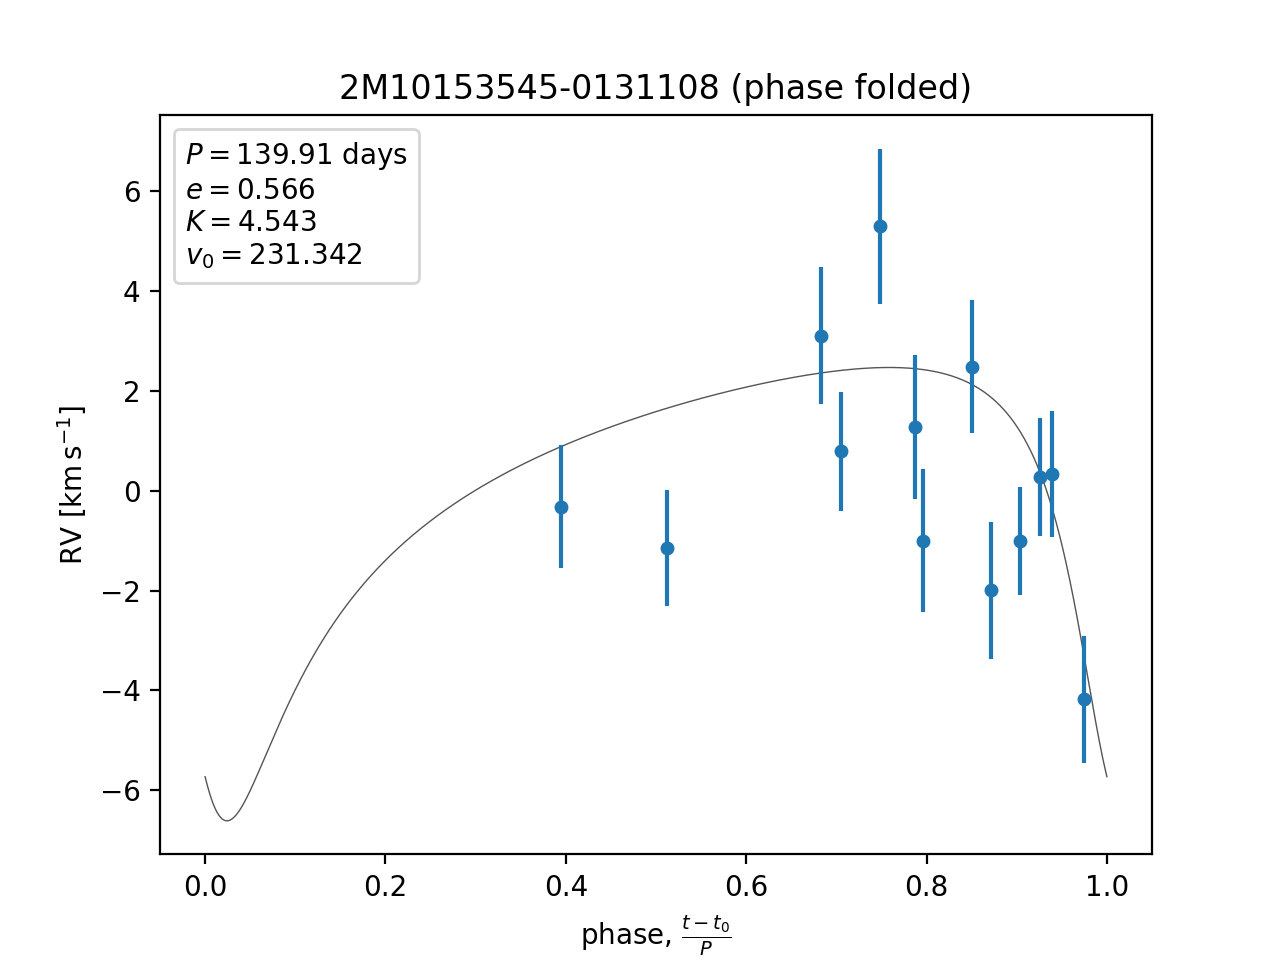 2M10153545-0131108 (phase folded)
P = 139.91 days
e = 0.566
K = 4.543
v₀ = 231.342
6
4
2
0
−2
−4
−6
RV [km s⁻¹]
0.0 0.2 0.4 0.6 0.8 1.0
phase, (t − t₀)/P